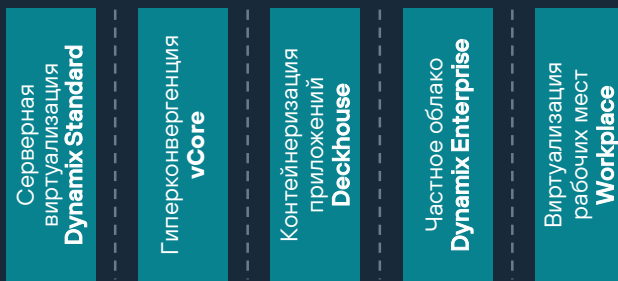 Серверная
виртуализация
Dynamix Standard
Гиперконвергенция
vCore
Контейнеризация
приложений
Deckhouse
Частное облако
Dynamix Enterprise
Виртуализация
рабочих мест
Workplace